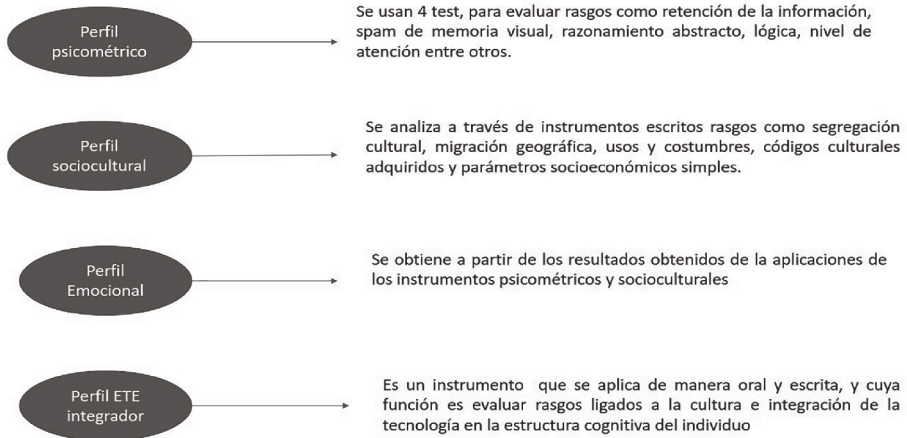 Perfil
psicométrico
Se usan 4 test, para evaluar rasgos como retención de la información,
spam de memoria visual, razonamiento abstracto, lógica, nivel de
atención entre otros.
Perfil
sociocultural
Se analiza a través de instrumentos escritos rasgos como segregación
cultural, migración geográfica, usos y costumbres, códigos culturales
adquiridos y parámetros socioeconómicos simples.
Perfil
Emocional
Se obtiene a partir de los resultados obtenidos de la aplicaciones de
los instrumentos psicométricos y socioculturales
Perfil ETE
integrador
Es un instrumento que se aplica de manera oral y escrita, y cuya
función es evaluar rasgos ligados a la cultura e integración de la
tecnología en la estructura cognitiva del individuo